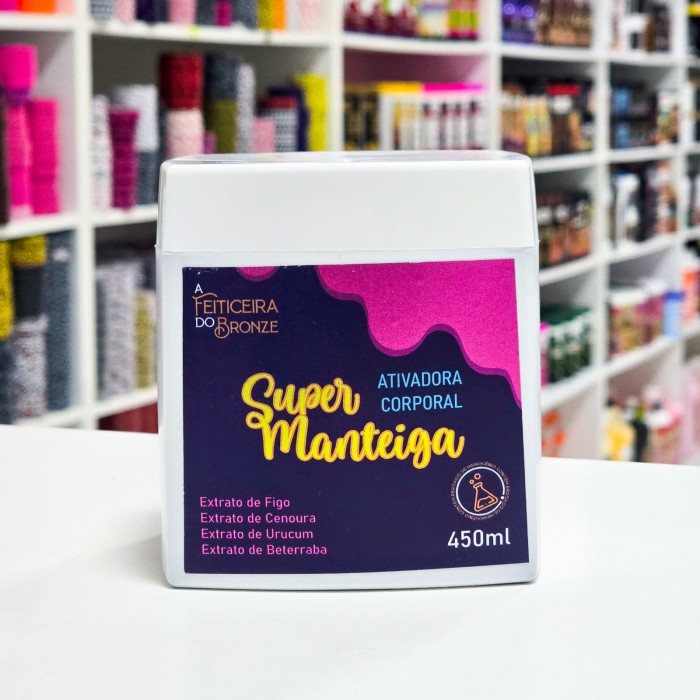 A
FEITICEIRA
DO BRONZE
Super
Manteiga
ATIVADORA
CORPORAL
Extrato de Figo
Extrato de Cenoura
Extrato de Urucum
Extrato de Beterraba
450ml